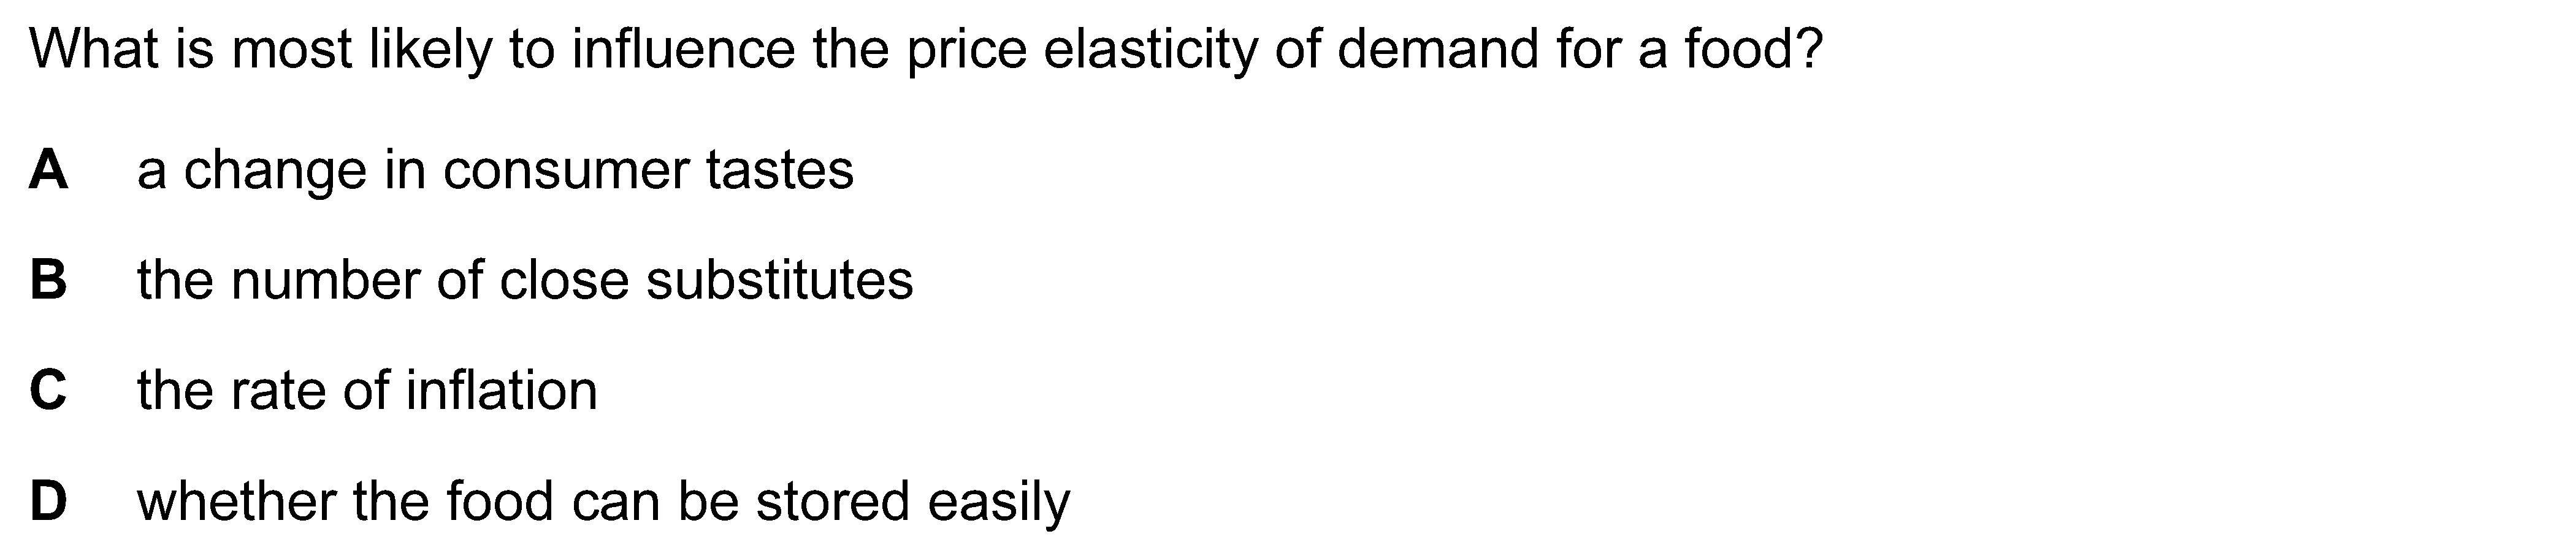 What is most likely to influence the price elasticity of demand for a food?
A a change in consumer tastes
B the number of close substitutes
C the rate of inflation
D whether the food can be stored easily